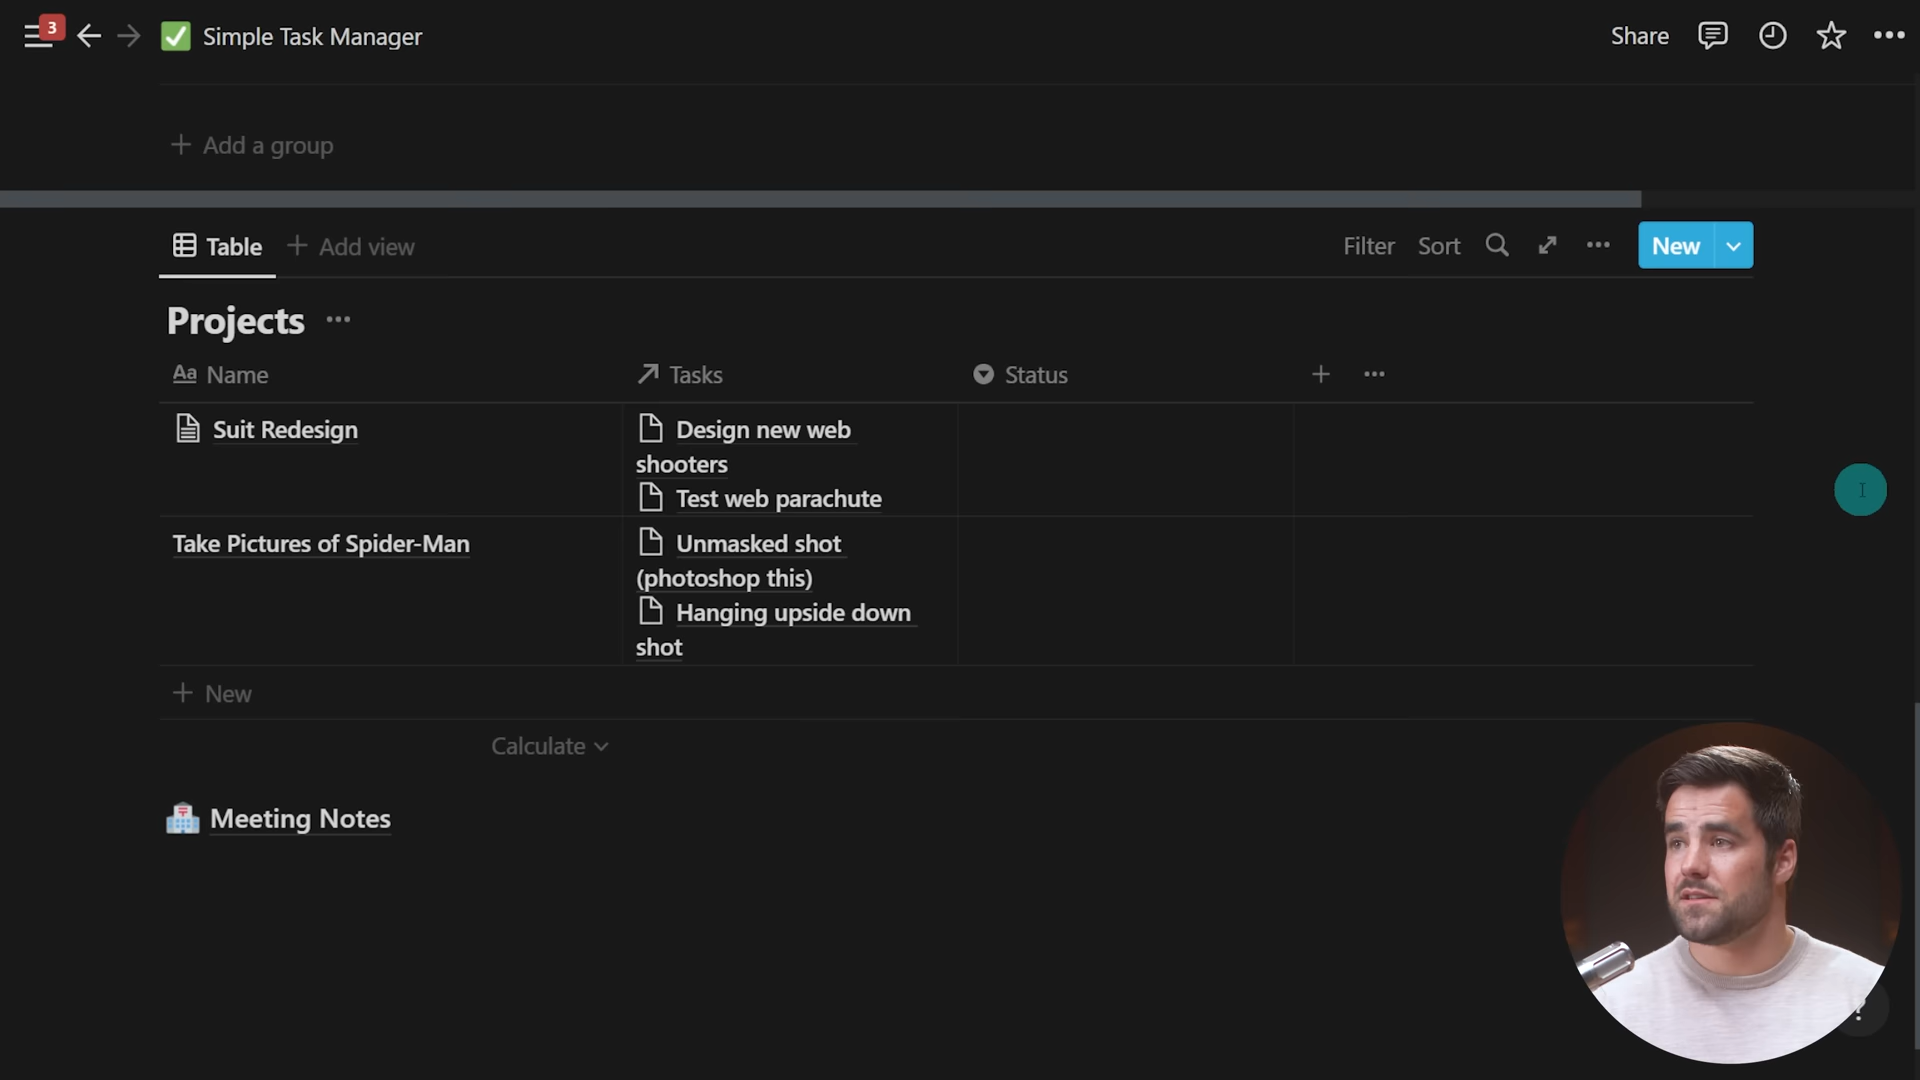 3
Simple Task Manager
Share
Add a group
Table
Add view
Filter
Sort
New
Projects
Aa Name
Tasks
Status
Suit Redesign
Design new web
shooters
Test web parachute
Take Pictures of Spider-Man
Unmasked shot
(photoshop this)
Hanging upside down
shot
New
Calculate
Meeting Notes
?